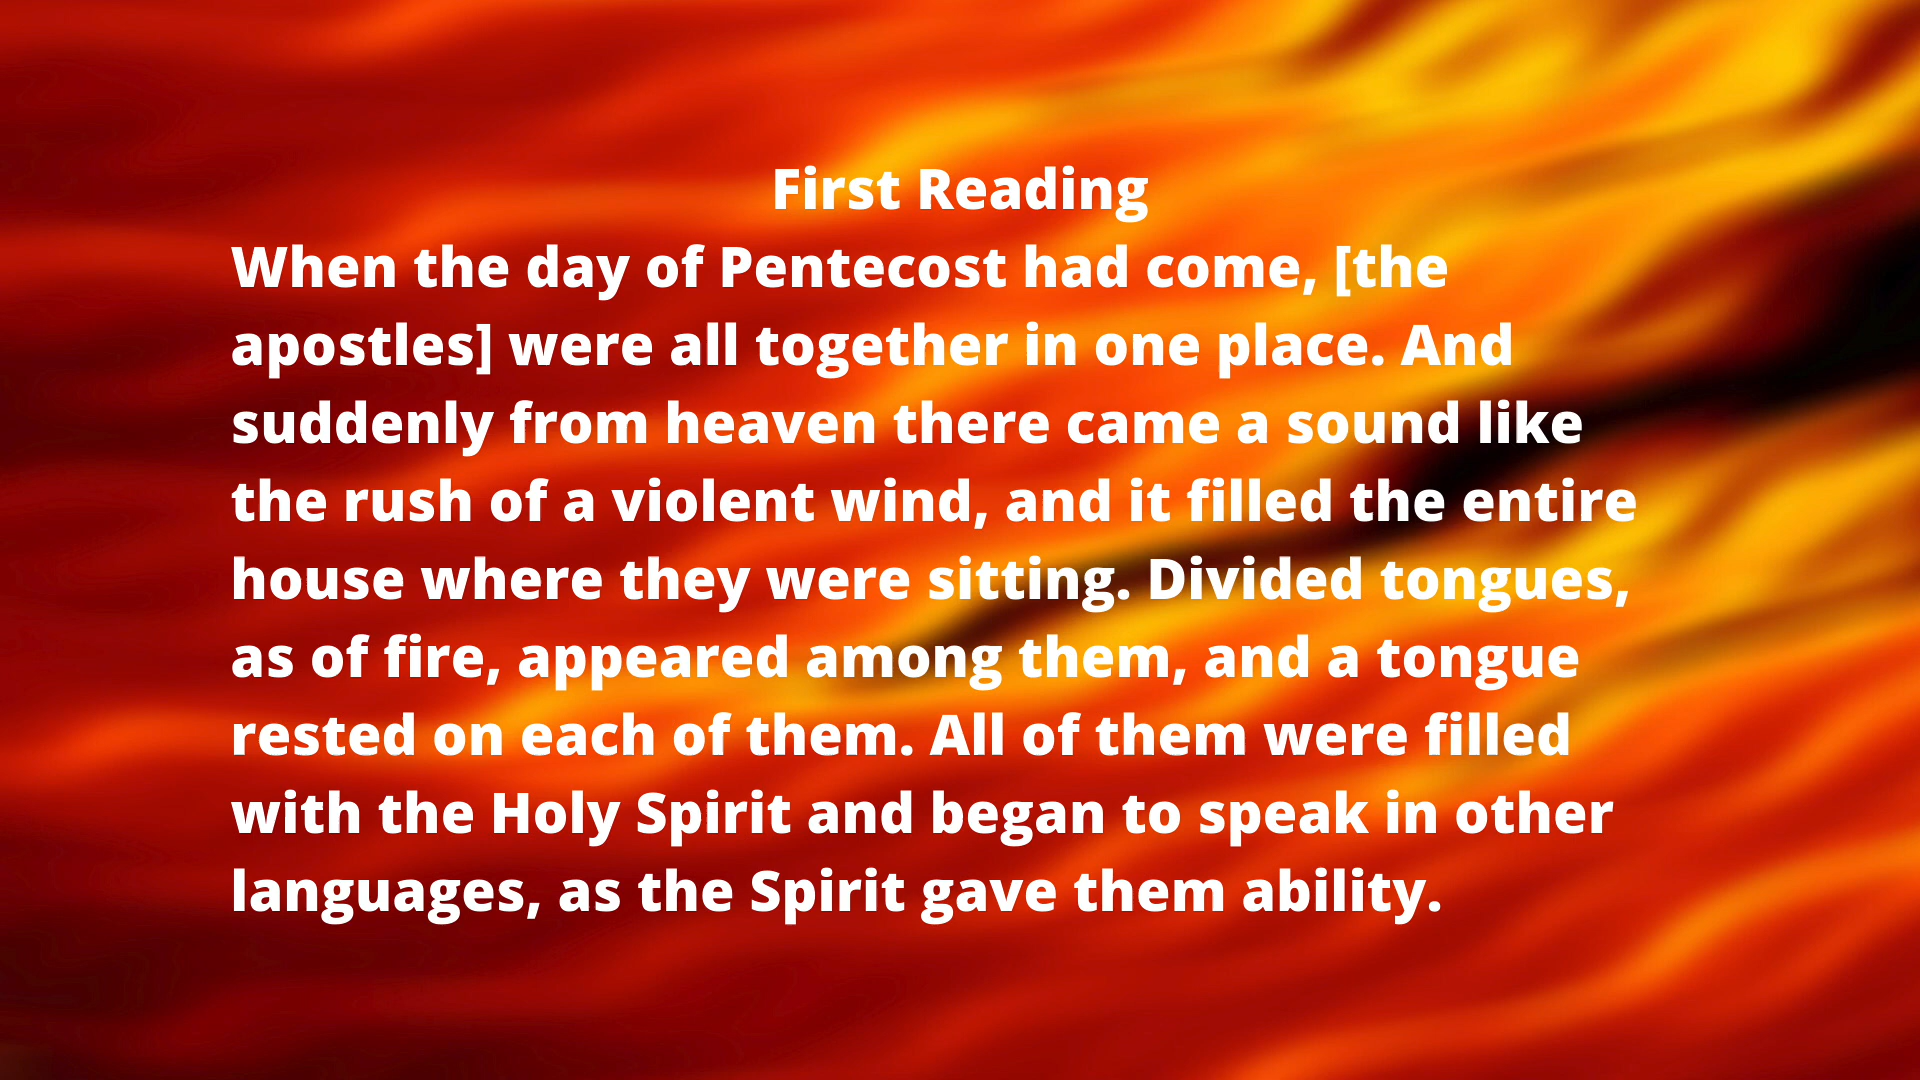 First Reading
When the day of Pentecost had come, [the
apostles] were all together in one place. And
suddenly from heaven there came a sound like
the rush of a violent wind, and it filled the entire
house where they were sitting. Divided tongues,
as of fire, appeared among them, and a tongue
rested on each of them. All of them were filled
with the Holy Spirit and began to speak in other
languages, as the Spirit gave them ability.